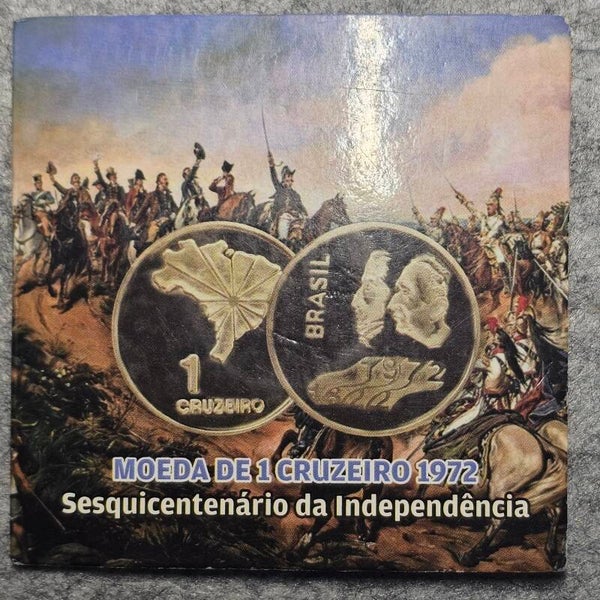 1
CRUZEIRO
BRASIL
1972
MOEDA DE 1 CRUZEIRO 1972
Sesquicentenário da Independência